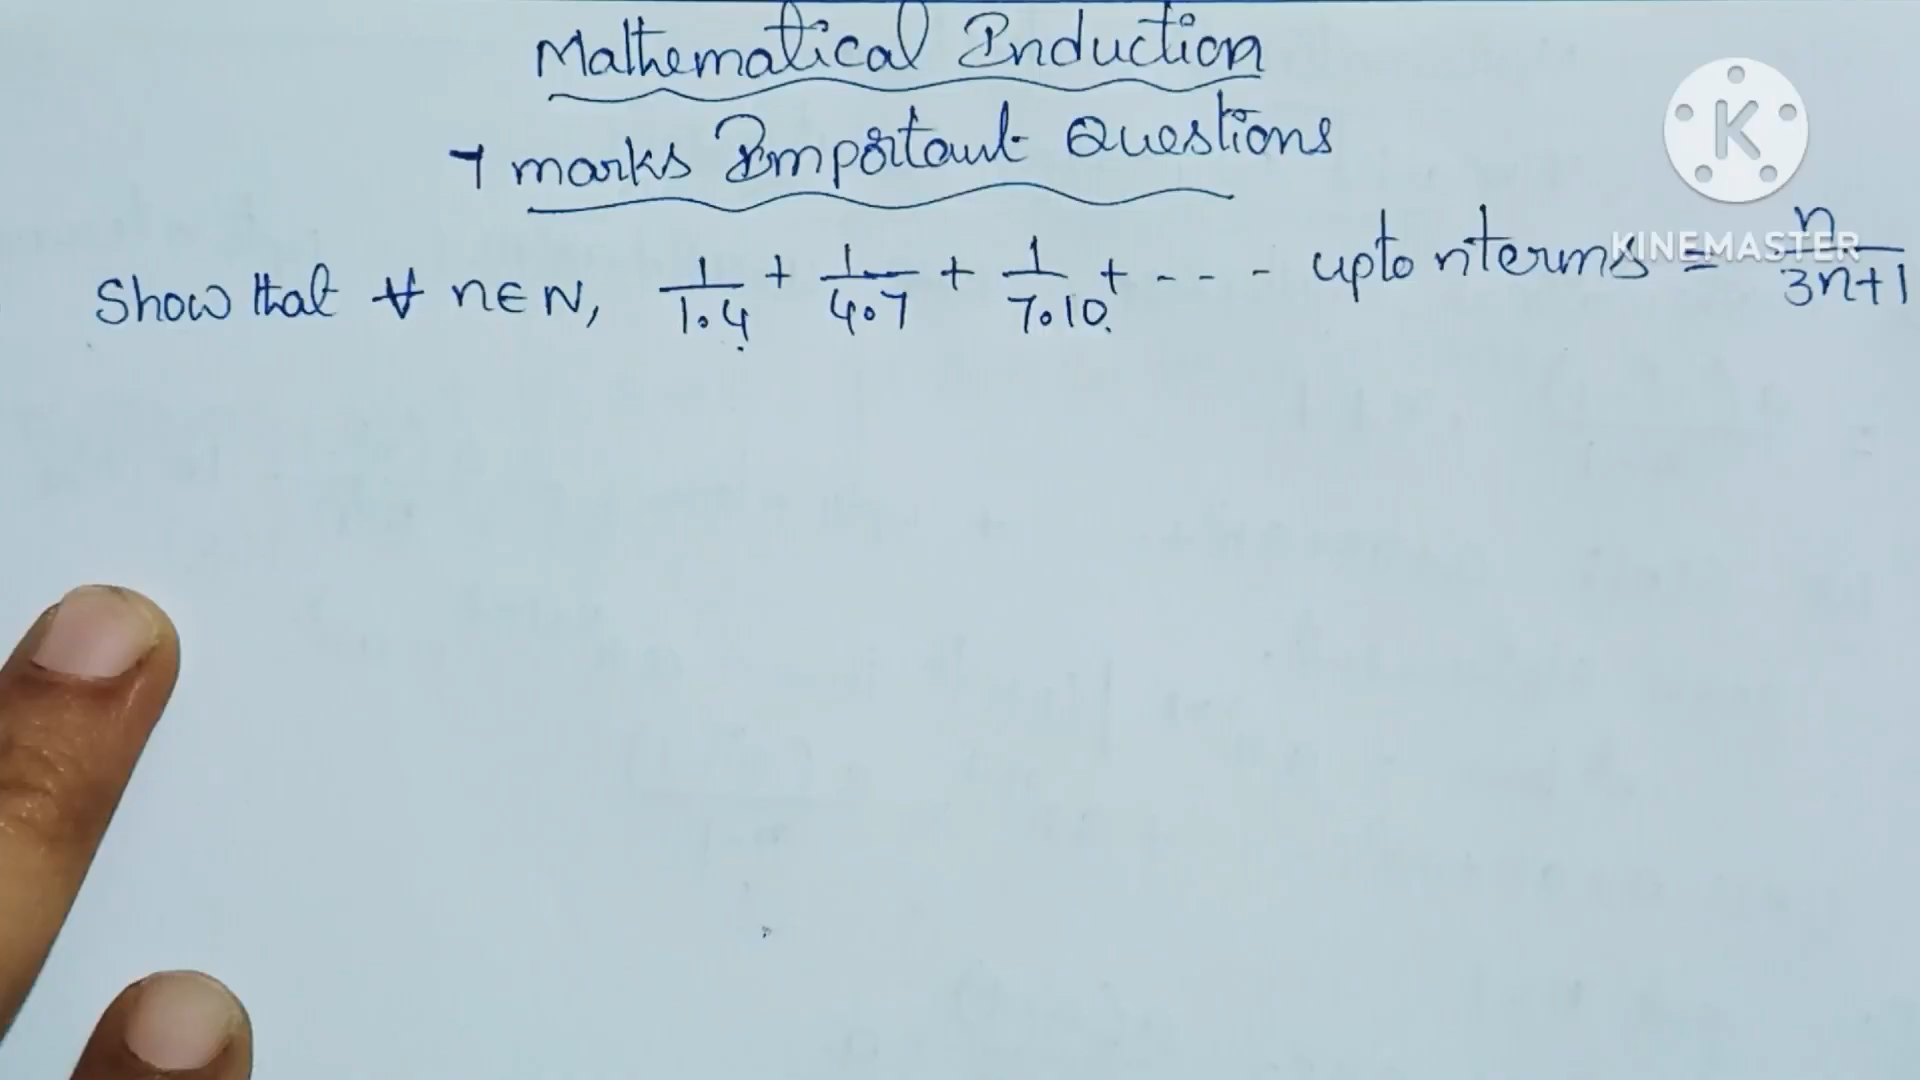 Mathematical Induction
7 marks Important Questions
K
KINEMASTER
Show that ∀ n∈N, 1/1.4 + 1/4.7 + 1/7.10 + - - - upto n terms = n/3n+1